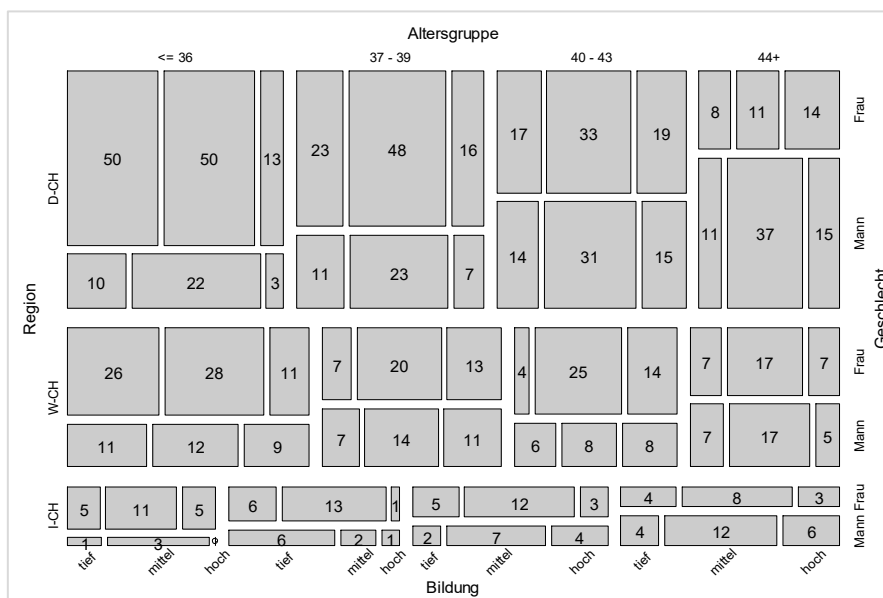 Altersgruppe
<= 36 37 - 39 40 - 43 44+
50 50 13 23 48 16 17 33 19 8 11 14 Frau
D-CH
10 22 3 11 23 7 14 31 15 11 37 15 Mann
Region
Geschlecht
26 28 11 7 20 13 4 25 14 7 17 7 Frau
W-CH
11 12 9 7 14 11 6 8 8 7 17 5 Mann
5 11 5 6 13 1 5 12 3 4 8 3 Frau
I-CH
1 3 0 6 2 1 2 7 4 4 12 6 Mann
tief mittel hoch tief mittel hoch tief mittel hoch tief mittel hoch
Bildung